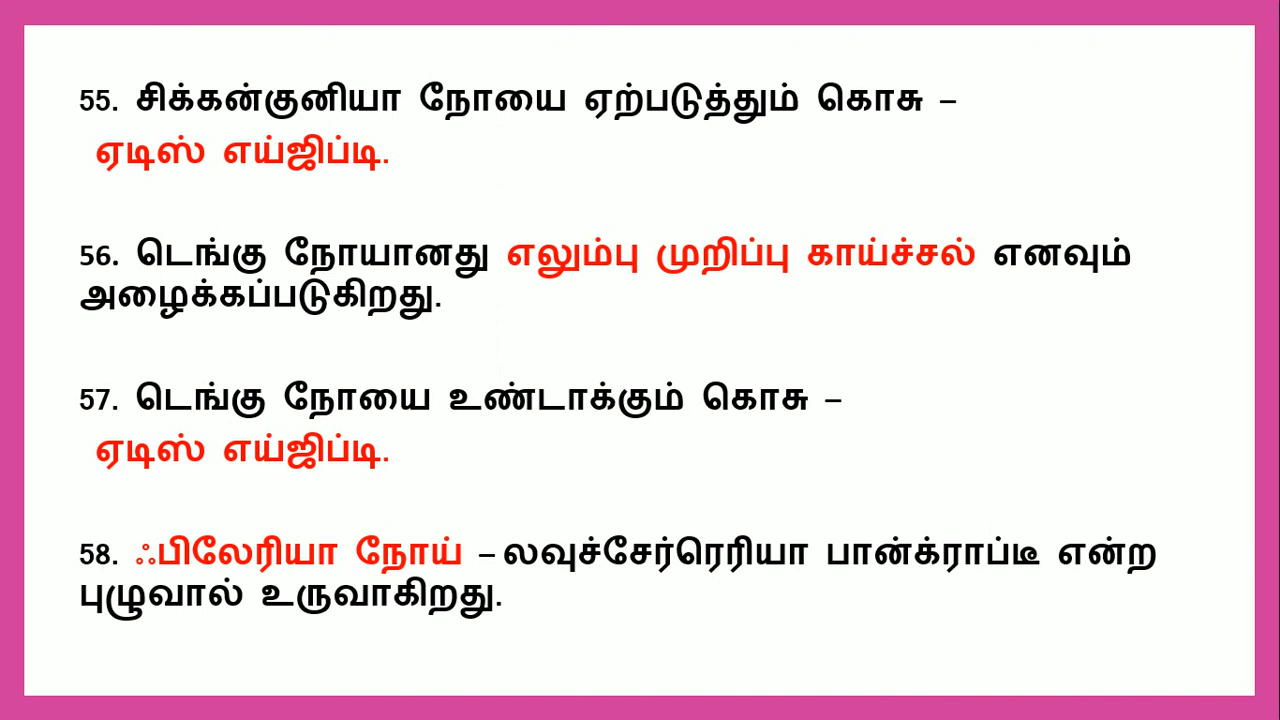 55. சிக்கன்குனியா நோயை ஏற்படுத்தும் கொசு –
ஏடிஸ் எய்ஜிப்டி.
56. டெங்கு நோயானது எலும்பு முறிப்பு காய்ச்சல் எனவும்
அழைக்கப்படுகிறது.
57. டெங்கு நோயை உண்டாக்கும் கொசு –
ஏடிஸ் எய்ஜிப்டி.
58. ஃபிலேரியா நோய் – லவுச்சேர்ரெரியா பான்க்ராப்டீ என்ற
புழுவால் உருவாகிறது.